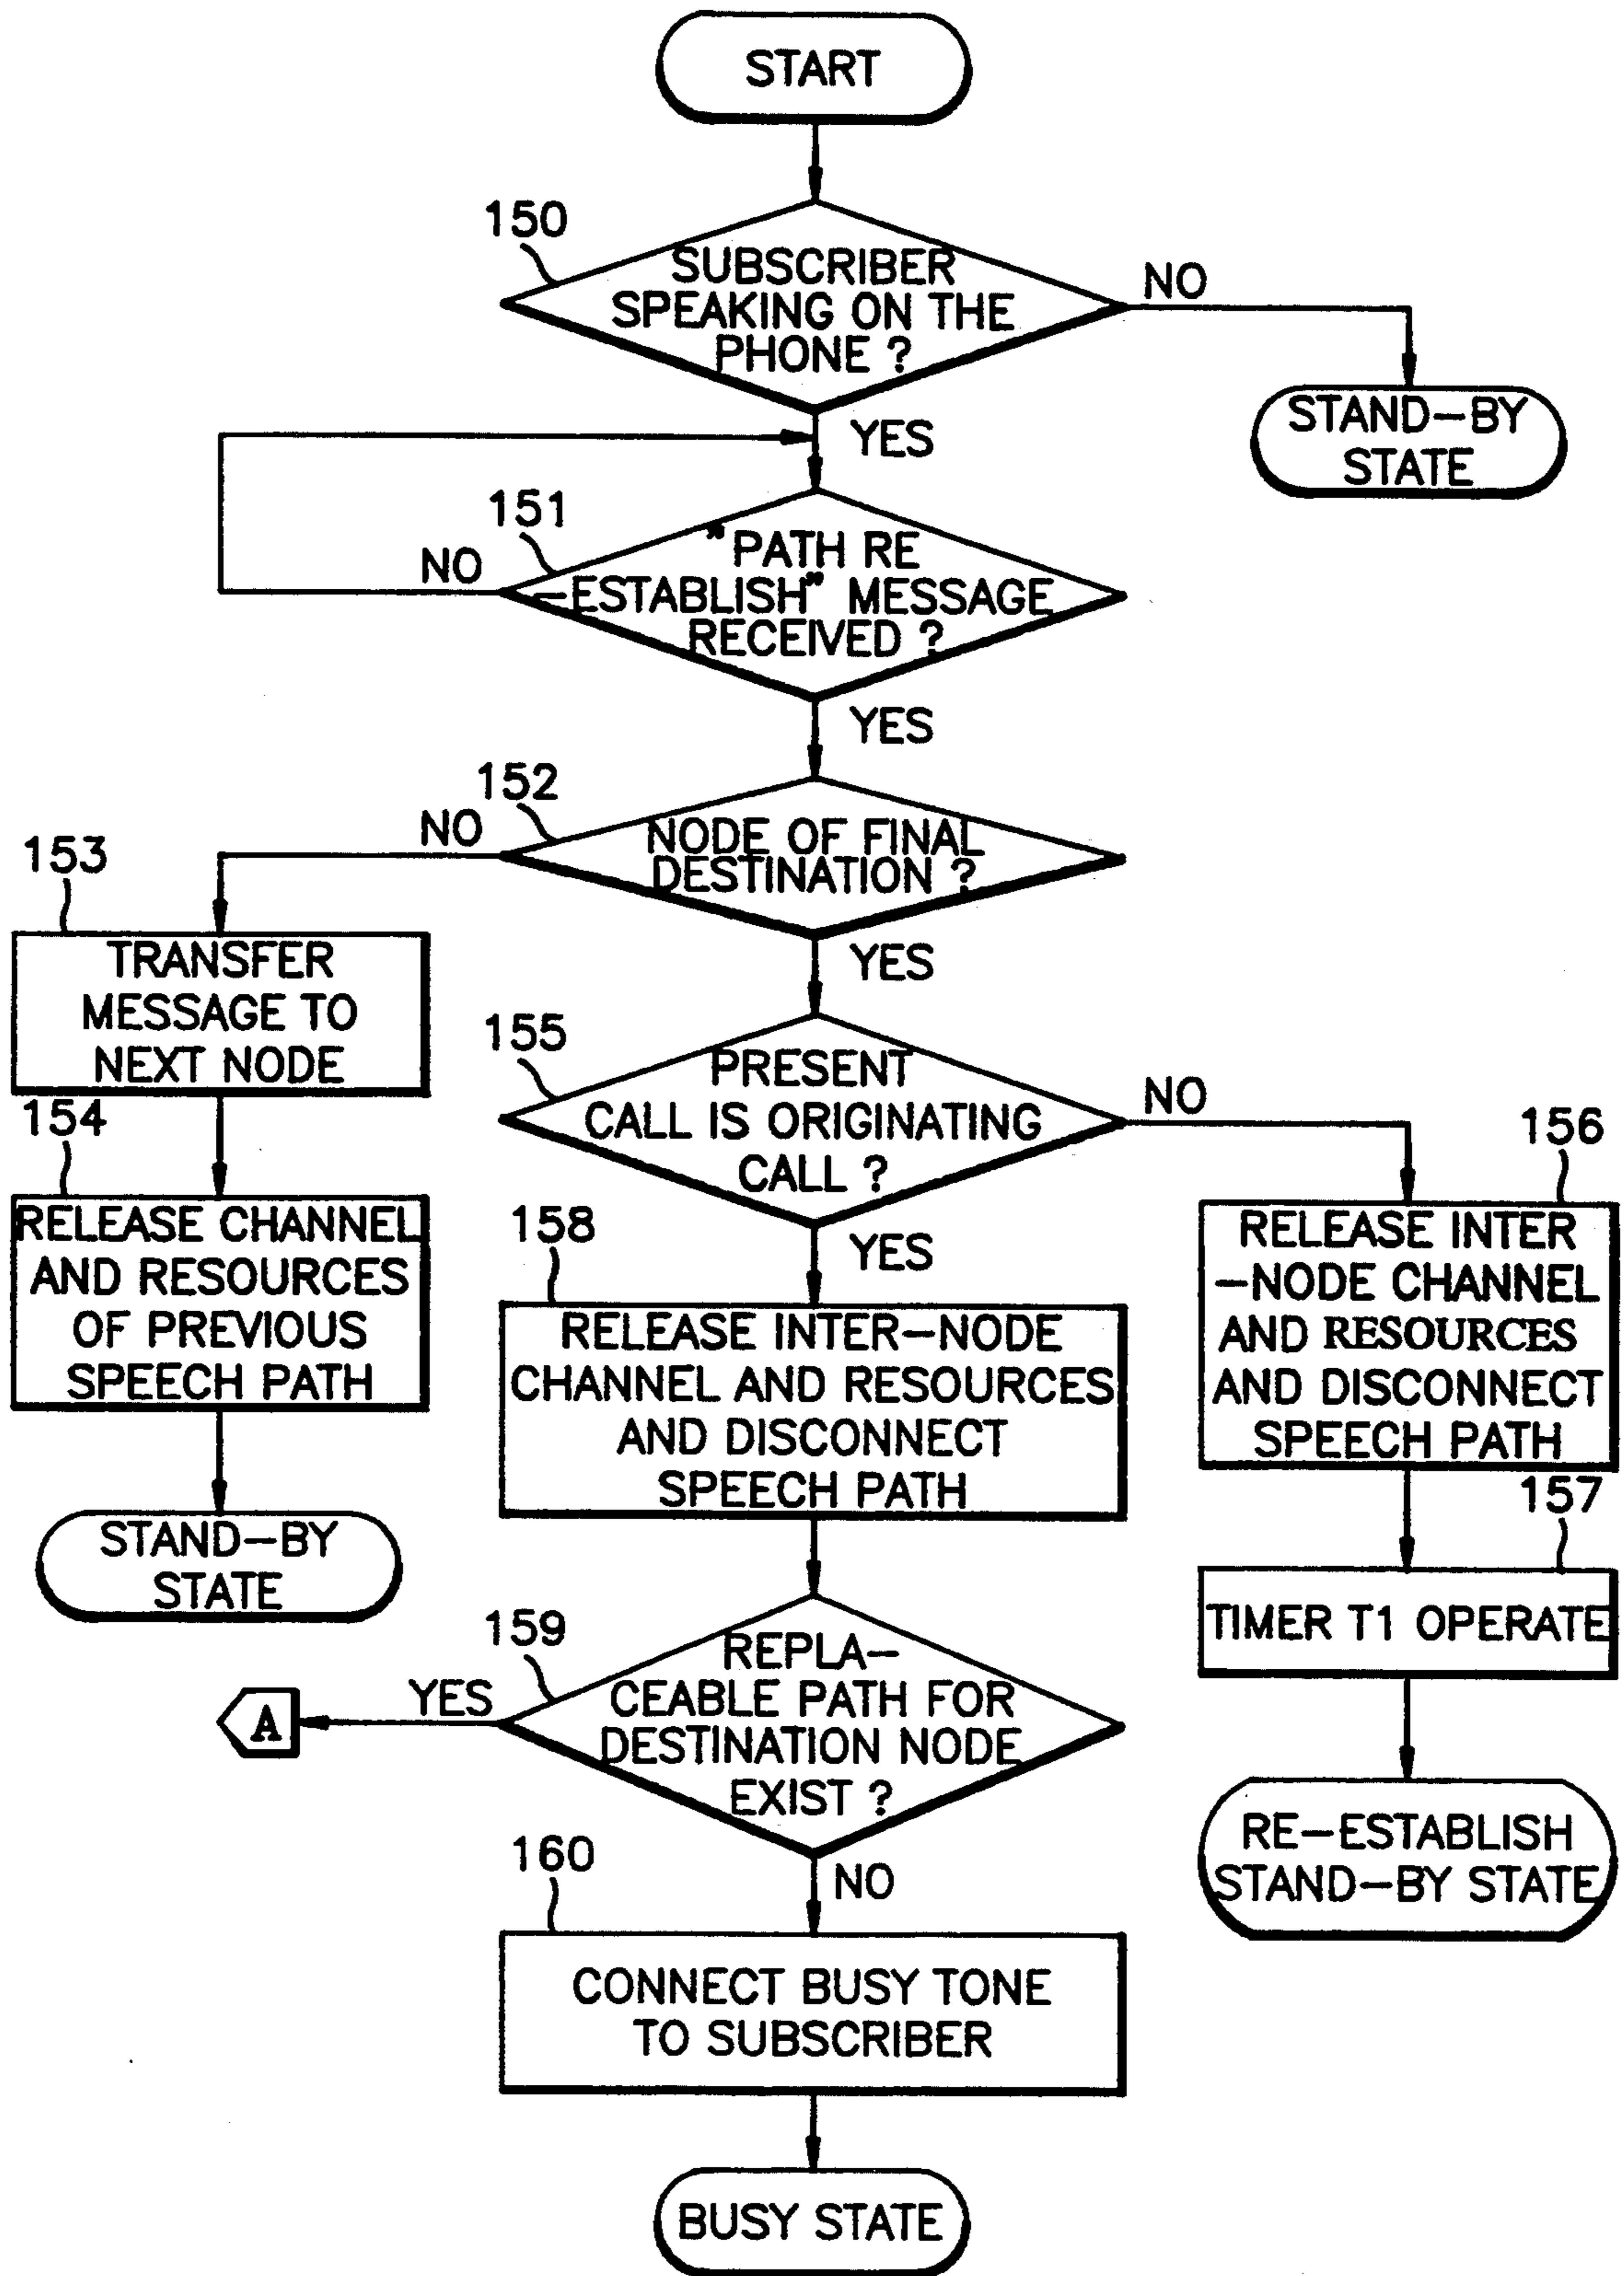 START
150
SUBSCRIBER
SPEAKING ON THE
PHONE ?
NO
STAND-BY
STATE
YES
151
"PATH RE
-ESTABLISH" MESSAGE
RECEIVED ?
NO
YES
152
NODE OF FINAL
DESTINATION ?
NO
153
TRANSFER
MESSAGE TO
NEXT NODE
154
RELEASE CHANNEL
AND RESOURCES
OF PREVIOUS
SPEECH PATH
STAND-BY
STATE
YES
155
PRESENT
CALL IS ORIGINATING
CALL ?
NO
156
RELEASE INTER
-NODE CHANNEL
AND RESOURCES
AND DISCONNECT
SPEECH PATH
157
TIMER T1 OPERATE
RE-ESTABLISH
STAND-BY STATE
YES
158
RELEASE INTER-NODE
CHANNEL AND RESOURCES
AND DISCONNECT
SPEECH PATH
159
REPLA-
CEABLE PATH FOR
DESTINATION NODE
EXIST ?
YES
A
NO
160
CONNECT BUSY TONE
TO SUBSCRIBER
BUSY STATE